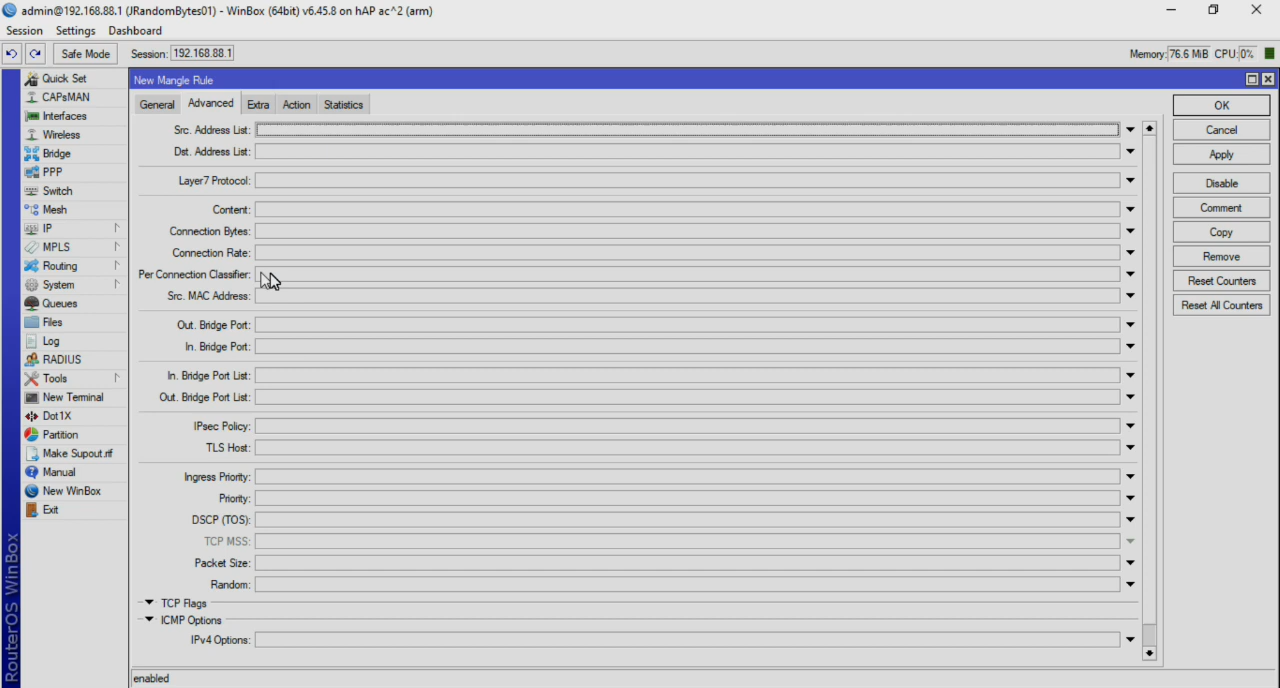 admin@192.168.88.1 (JRandomBytes01) - WinBox (64bit) v6.45.8 on hAP ac^2 (arm)
Session Settings Dashboard
Safe Mode Session: 192.168.88.1 Memory: 76.6 MiB CPU: 0%
Quick Set
CAPsMAN
Interfaces
Wireless
Bridge
PPP
Switch
Mesh
IP
MPLS
Routing
System
Queues
Files
Log
RADIUS
Tools
New Terminal
Dot1X
Partition
Make Supout.rif
Manual
New WinBox
Exit
RouterOS WinBox
New Mangle Rule
General Advanced Extra Action Statistics
Src. Address List:
Dst. Address List:
Layer7 Protocol:
Content:
Connection Bytes:
Connection Rate:
Per Connection Classifier:
Src. MAC Address:
Out. Bridge Port:
In. Bridge Port:
In. Bridge Port List:
Out. Bridge Port List:
IPsec Policy:
TLS Host:
Ingress Priority:
Priority:
DSCP (TOS):
TCP MSS:
Packet Size:
Random:
TCP Flags
ICMP Options
IPv4 Options:
OK
Cancel
Apply
Disable
Comment
Copy
Remove
Reset Counters
Reset All Counters
enabled